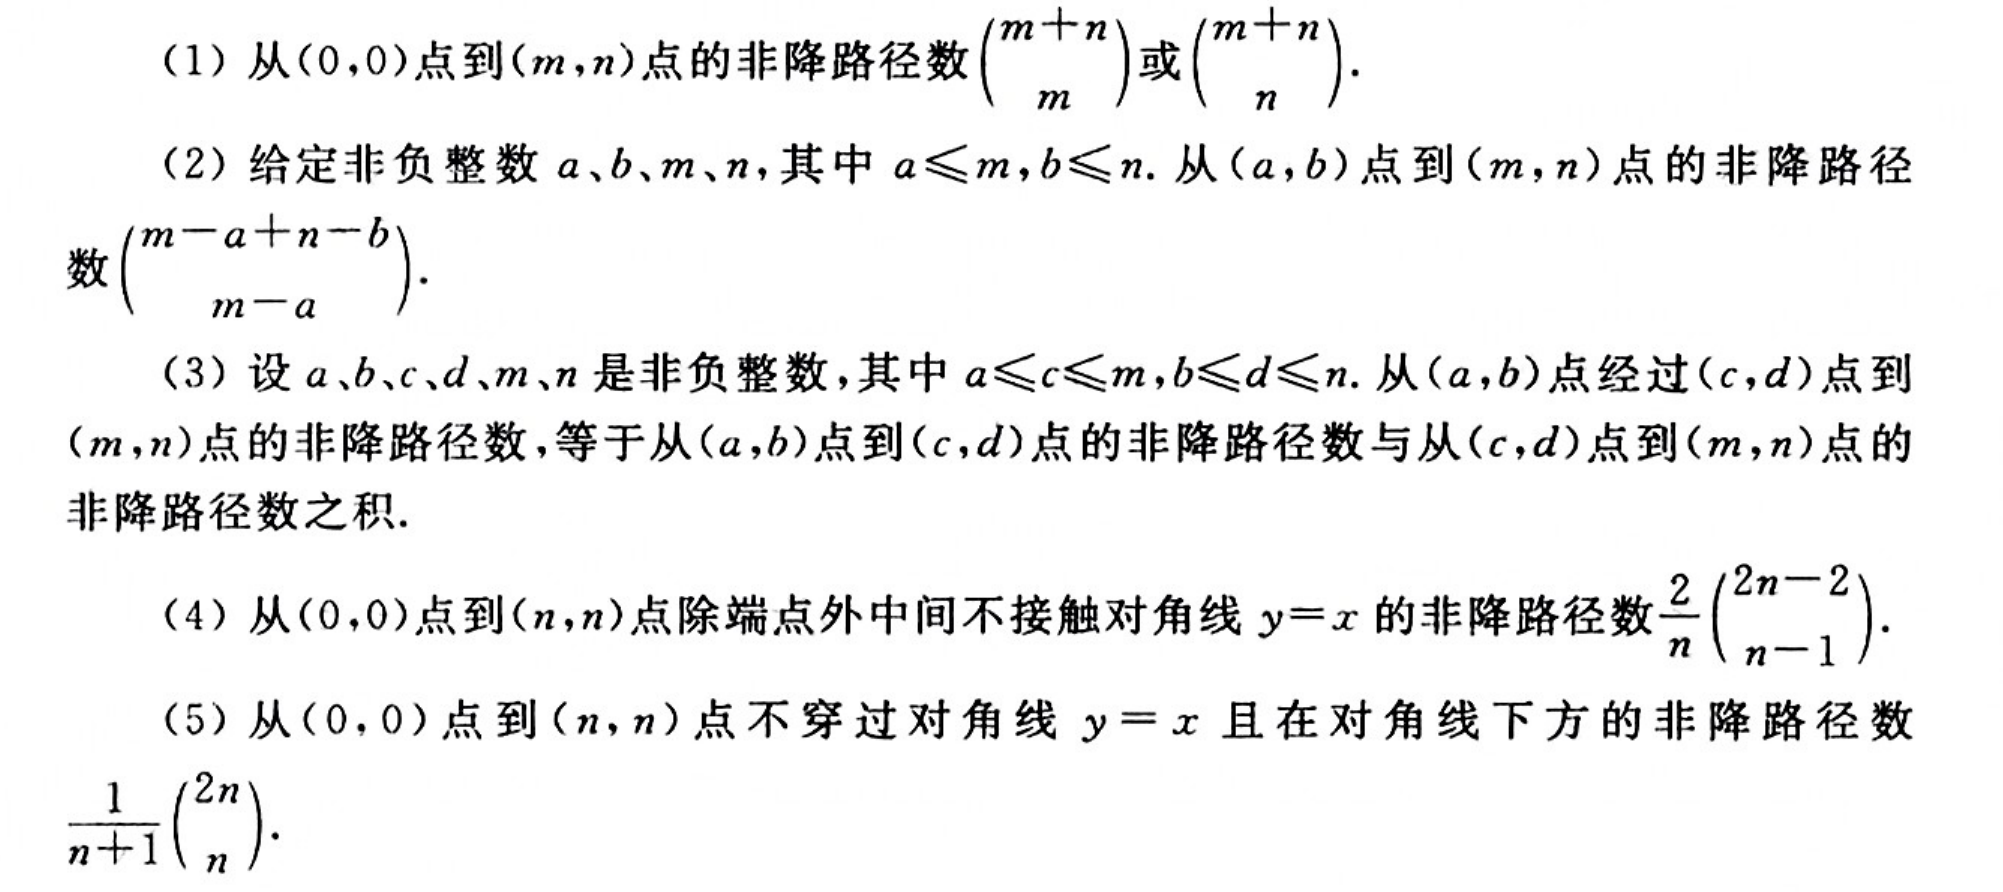 (1) 从(0,0)点到(m,n)点的非降路径数\binom{m+n}{m}或\binom{m+n}{n}.
(2) 给定非负整数 a、b、m、n,其中 a⩽m,b⩽n. 从(a,b)点到(m,n)点的非降路径
数\binom{m-a+n-b}{m-a}.
(3) 设 a、b、c、d、m、n 是非负整数,其中 a⩽c⩽m,b⩽d⩽n. 从(a,b)点经过(c,d)点到
(m,n)点的非降路径数,等于从(a,b)点到(c,d)点的非降路径数与从(c,d)点到(m,n)点的
非降路径数之积.
(4) 从(0,0)点到(n,n)点除端点外中间不接触对角线 y=x 的非降路径数\frac{2}{n}\binom{2n-2}{n-1}.
(5) 从(0,0)点到(n,n)点不穿过对角线 y=x 且在对角线下方的非降路径数
\frac{1}{n+1}\binom{2n}{n}.